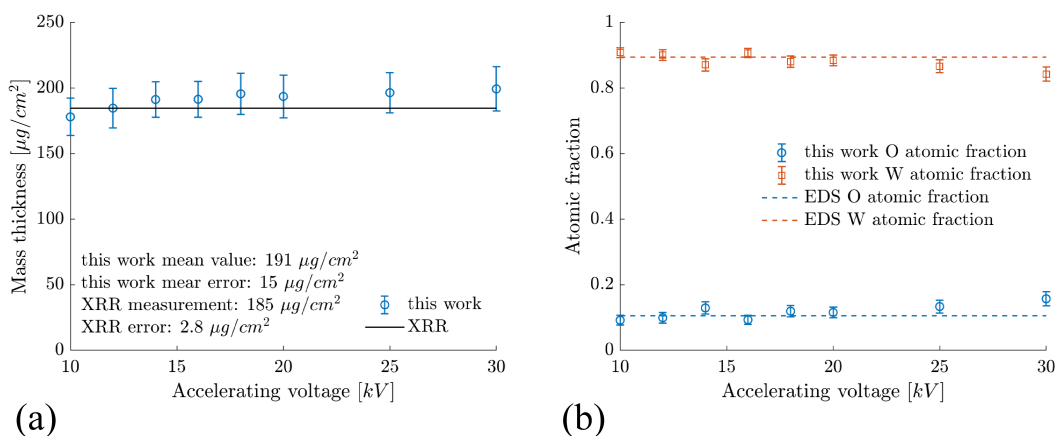 250
200
150
100
50
0
10
15
20
25
30
Mass thickness [μg/cm²]
this work mean value: 191 μg/cm²
this work mear error: 15 μg/cm²
XRR measurement: 185 μg/cm²
XRR error: 2.8 μg/cm²
this work
XRR
Accelerating voltage [kV]
(a)
1
0.8
0.6
0.4
0.2
0
10
15
20
25
30
Atomic fraction
this work O atomic fraction
this work W atomic fraction
EDS O atomic fraction
EDS W atomic fraction
Accelerating voltage [kV]
(b)